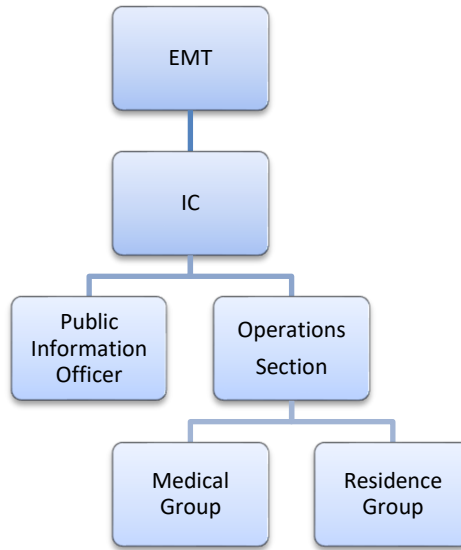 EMT
IC
Public
Information
Officer
Operations
Section
Medical
Group
Residence
Group